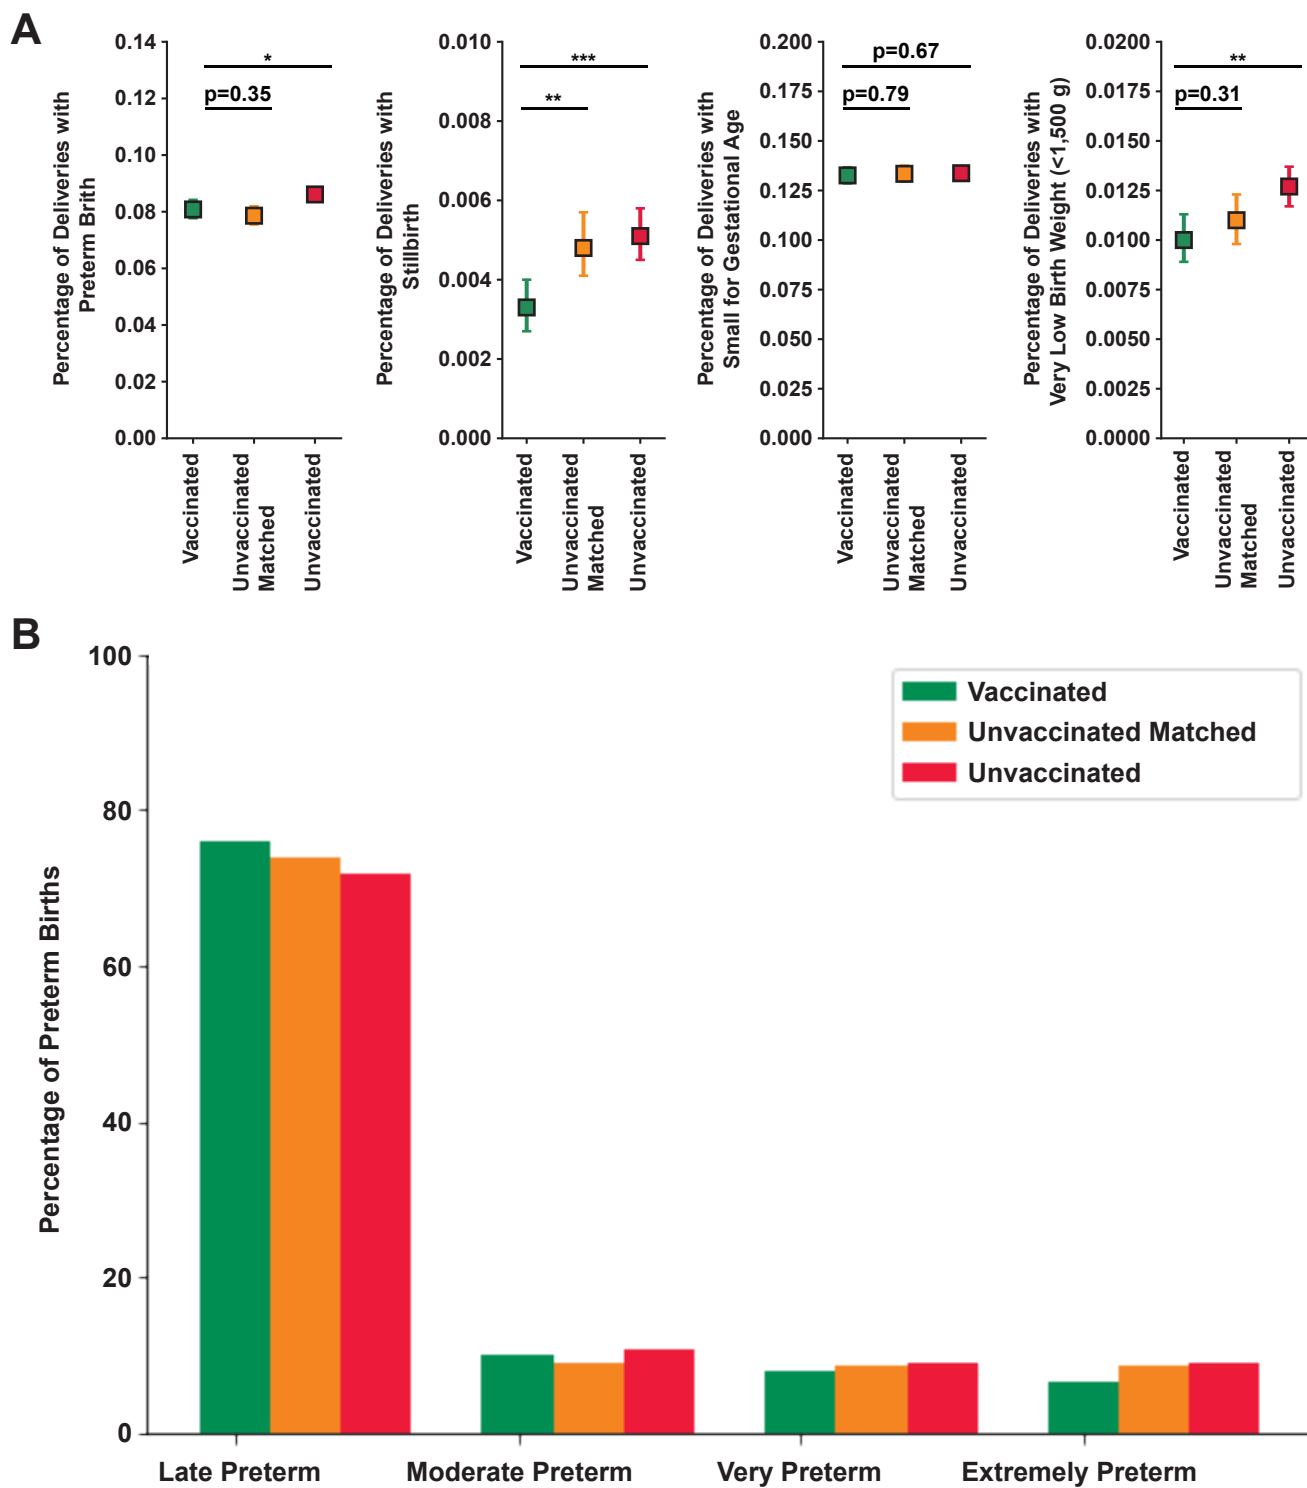 A
Percentage of Deliveries with
Preterm Brith
0.14
0.12
0.10
0.08
0.06
0.04
0.02
0.00
*
p=0.35
Vaccinated
Unvaccinated
Matched
Unvaccinated
Percentage of Deliveries with
Stillbirth
0.010
0.008
0.006
0.004
0.002
0.000
***
**
Vaccinated
Unvaccinated
Matched
Unvaccinated
Percentage of Deliveries with
Small for Gestational Age
0.200
0.175
0.150
0.125
0.100
0.075
0.050
0.025
0.000
p=0.67
p=0.79
Vaccinated
Unvaccinated
Matched
Unvaccinated
Percentage of Deliveries with
Very Low Birth Weight (<1,500 g)
0.0200
0.0175
0.0150
0.0125
0.0100
0.0075
0.0050
0.0025
0.0000
**
p=0.31
Vaccinated
Unvaccinated
Matched
Unvaccinated
B
Percentage of Preterm Births
100
80
60
40
20
0
Vaccinated
Unvaccinated Matched
Unvaccinated
Late Preterm
Moderate Preterm
Very Preterm
Extremely Preterm